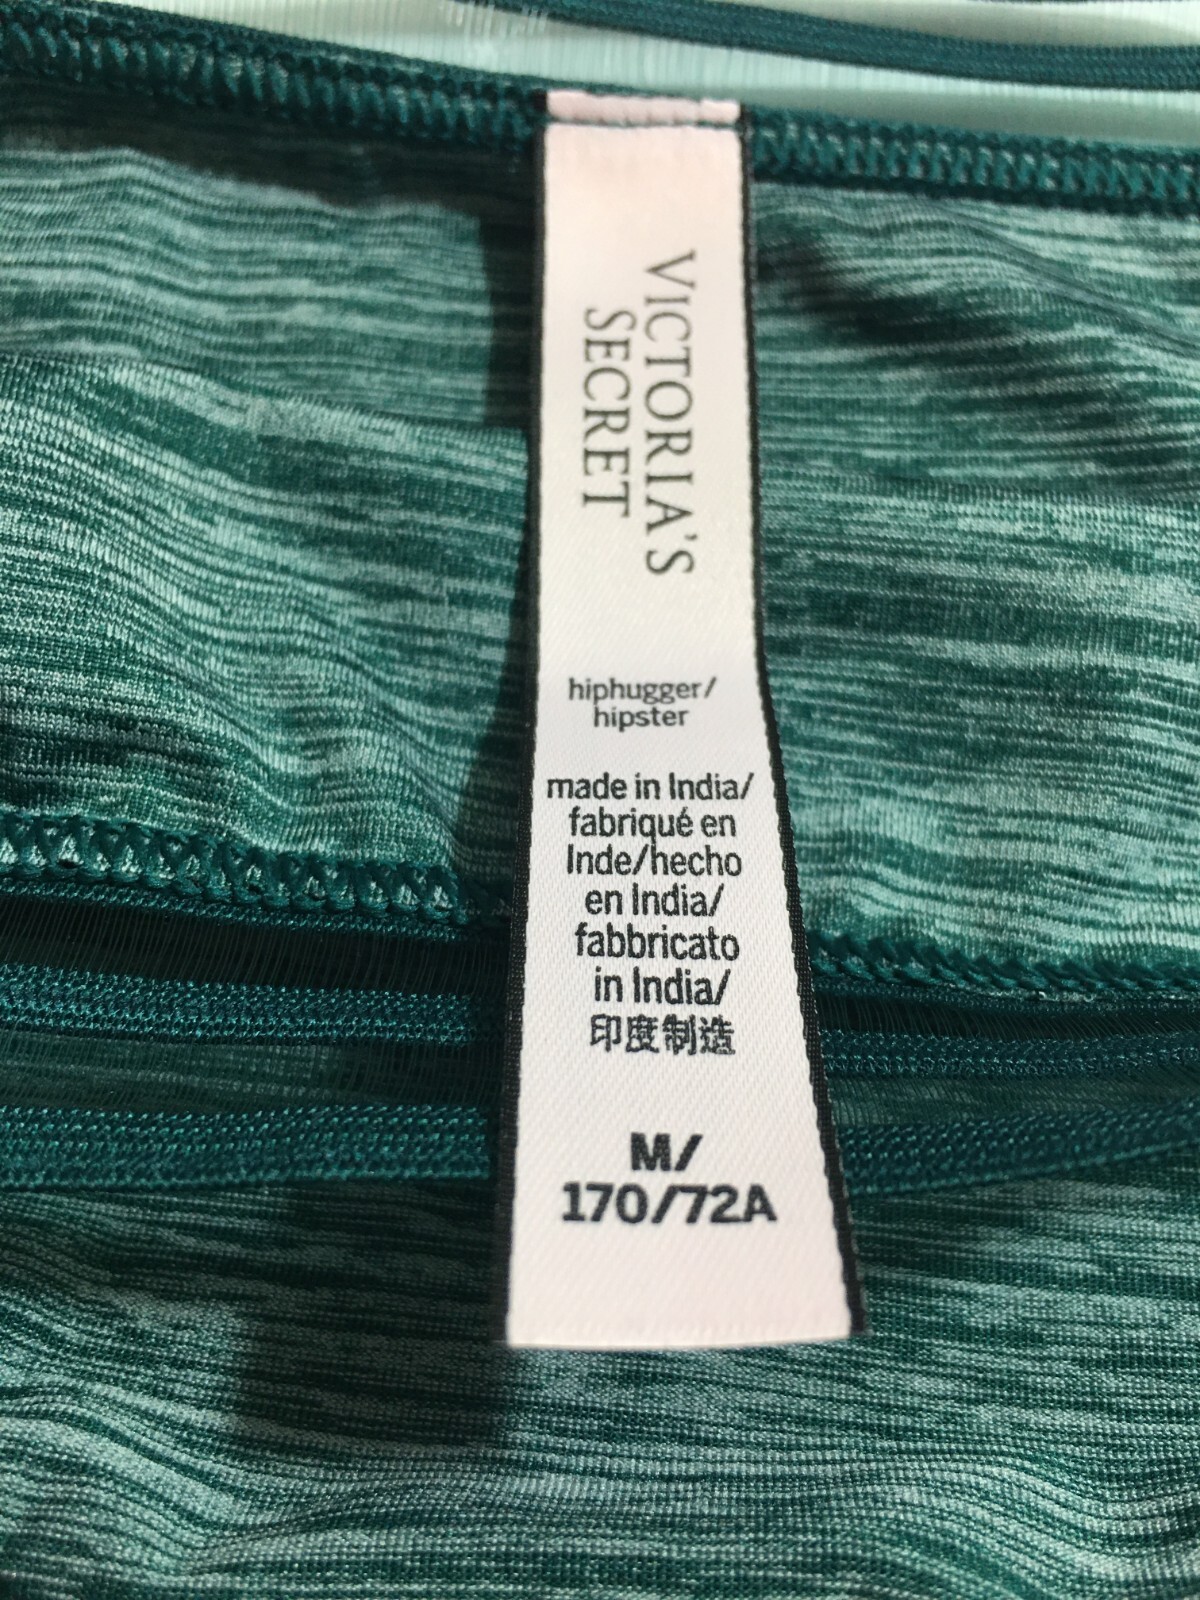 VICTORIA'S
SECRET
hiphugger/
hipster
made in India/
fabriqué en
Inde/hecho
en India/
fabbricato
in India/
印度制造
M/
170/72A